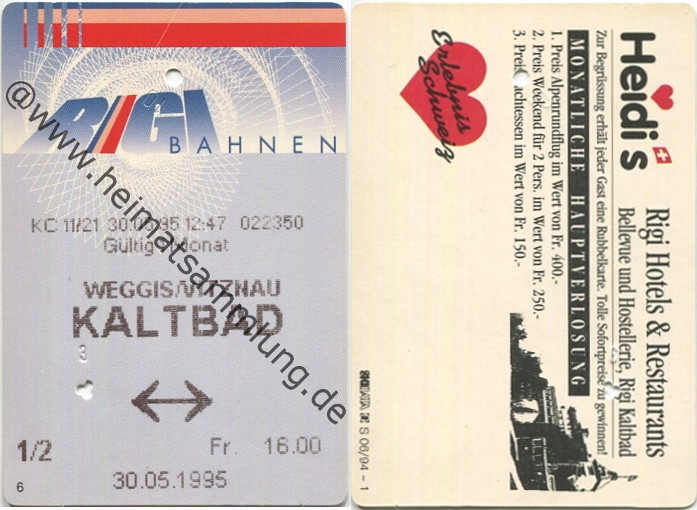 RIGI
BAHNEN
KC 11/21 30.05.95 12:47 022350
Gültig Monat
WEGGIS/VITZNAU
KALTBAD
3
1/2
Fr. 16.00
30.05.1995
6
@www.heimatsammlung.de
Heidi's
Rigi Hotels & Restaurants
Bellevue und Hostellerie, Rigi Kaltbad
Zur Begrüssung erhält jeder Gast eine Rubbelkarte. Tolle Sofortpreise zu gewinnen!
MONATLICHE HAUPTVERLOSUNG
1. Preis Alpenrundflug im Wert von Fr. 400.-
2. Preis Weekend für 2 Pers. im Wert von Fr. 250.-
3. Preis achtessen im Wert von Fr. 150.-
Erlebnis
Schweiz
S 06/94 – 1